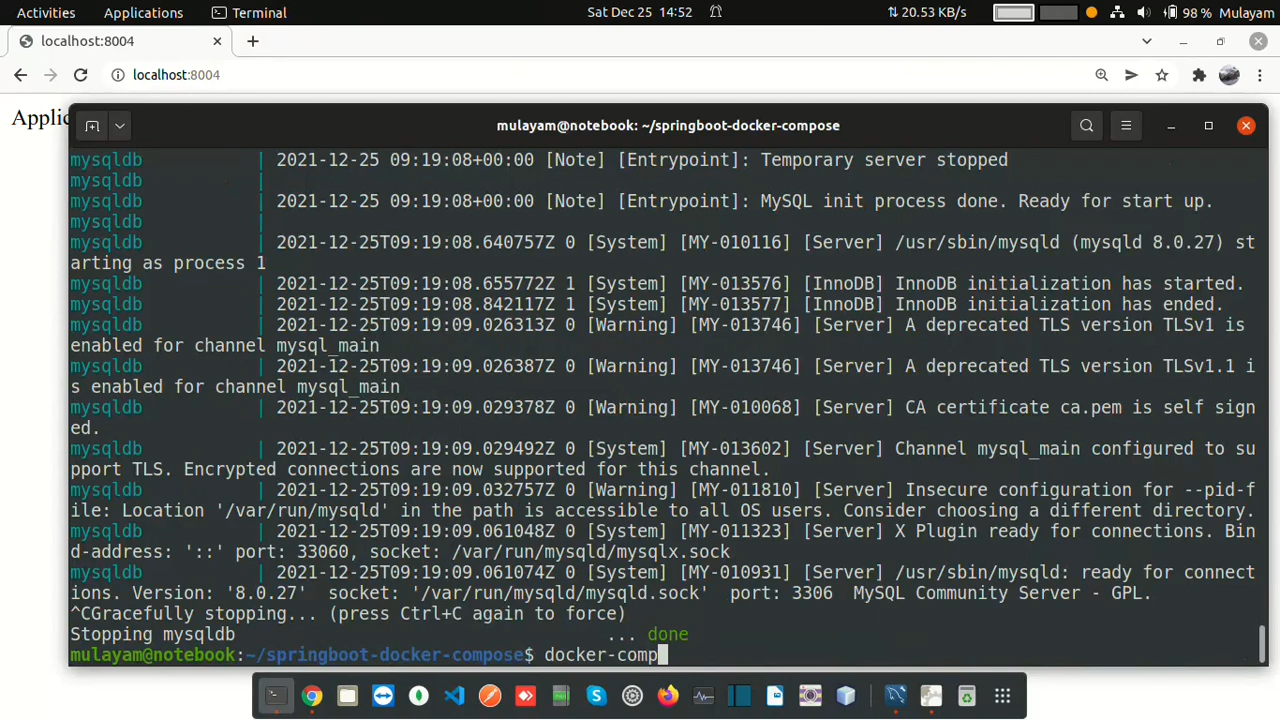 Activities Applications Terminal Sat Dec 25 14:52 20.53 KB/s 98 % Mulayam
localhost:8004
localhost:8004
Applic
mulayam@notebook: ~/springboot-docker-compose
mysqldb | 2021-12-25 09:19:08+00:00 [Note] [Entrypoint]: Temporary server stopped
mysqldb |
mysqldb | 2021-12-25 09:19:08+00:00 [Note] [Entrypoint]: MySQL init process done. Ready for start up.
mysqldb |
mysqldb | 2021-12-25T09:19:08.640757Z 0 [System] [MY-010116] [Server] /usr/sbin/mysqld (mysqld 8.0.27) st
arting as process 1
mysqldb | 2021-12-25T09:19:08.655772Z 1 [System] [MY-013576] [InnoDB] InnoDB initialization has started.
mysqldb | 2021-12-25T09:19:08.842117Z 1 [System] [MY-013577] [InnoDB] InnoDB initialization has ended.
mysqldb | 2021-12-25T09:19:09.026313Z 0 [Warning] [MY-013746] [Server] A deprecated TLS version TLSv1 is
enabled for channel mysql_main
mysqldb | 2021-12-25T09:19:09.026387Z 0 [Warning] [MY-013746] [Server] A deprecated TLS version TLSv1.1 i
s enabled for channel mysql_main
mysqldb | 2021-12-25T09:19:09.029378Z 0 [Warning] [MY-010068] [Server] CA certificate ca.pem is self sign
ed.
mysqldb | 2021-12-25T09:19:09.029492Z 0 [System] [MY-013602] [Server] Channel mysql_main configured to su
pport TLS. Encrypted connections are now supported for this channel.
mysqldb | 2021-12-25T09:19:09.032757Z 0 [Warning] [MY-011810] [Server] Insecure configuration for --pid-f
ile: Location '/var/run/mysqld' in the path is accessible to all OS users. Consider choosing a different directory.
mysqldb | 2021-12-25T09:19:09.061048Z 0 [System] [MY-011323] [Server] X Plugin ready for connections. Bin
d-address: '::' port: 33060, socket: /var/run/mysqld/mysqlx.sock
mysqldb | 2021-12-25T09:19:09.061074Z 0 [System] [MY-010931] [Server] /usr/sbin/mysqld: ready for connect
ions. Version: '8.0.27' socket: '/var/run/mysqld/mysqld.sock' port: 3306 MySQL Community Server - GPL.
^CGracefully stopping... (press Ctrl+C again to force)
Stopping mysqldb ... done
mulayam@notebook:~/springboot-docker-compose$ docker-comp